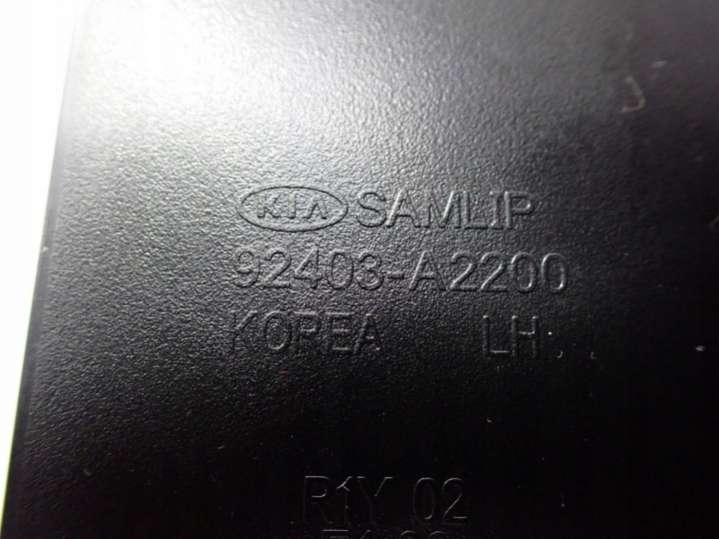 KIA SAMLIP
92403-A2200
KOREA LH
R1Y 02